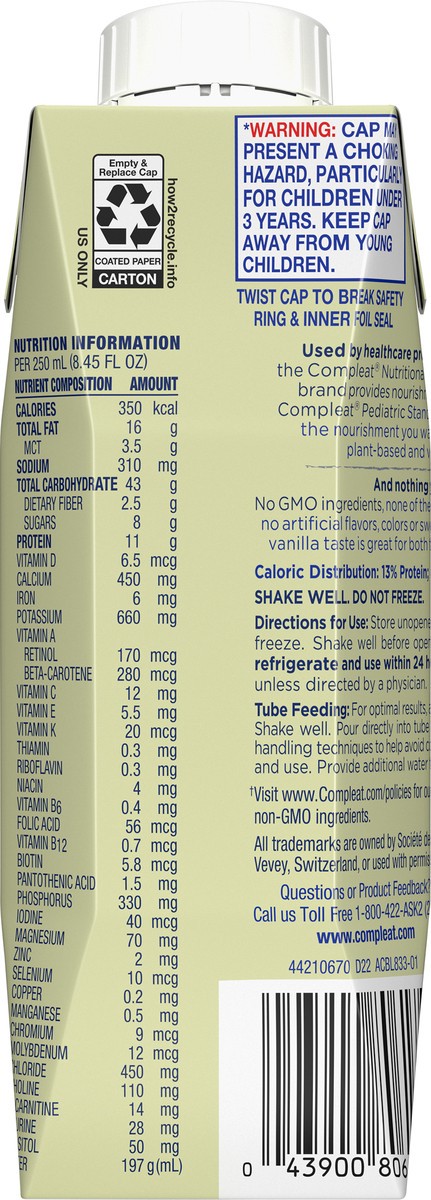 Empty &
Replace Cap
COATED PAPER
CARTON
US ONLY
how2recycle.info
*WARNING: CAP MAY
PRESENT A CHOKING
HAZARD, PARTICULARLY
FOR CHILDREN UNDER
3 YEARS. KEEP CAP
AWAY FROM YOUNG
CHILDREN.
TWIST CAP TO BREAK SAFETY
RING & INNER FOIL SEAL
NUTRITION INFORMATION
PER 250 mL (8.45 FL OZ)
NUTRIENT COMPOSITION AMOUNT
CALORIES 350 kcal
TOTAL FAT 16 g
MCT 3.5 g
SODIUM 310 mg
TOTAL CARBOHYDRATE 43 g
DIETARY FIBER 2.5 g
SUGARS 8 g
PROTEIN 11 g
VITAMIN D 6.5 mcg
CALCIUM 450 mg
IRON 6 mg
POTASSIUM 660 mg
VITAMIN A
RETINOL 170 mcg
BETA-CAROTENE 280 mcg
VITAMIN C 12 mg
VITAMIN E 5.5 mg
VITAMIN K 20 mcg
THIAMIN 0.3 mg
RIBOFLAVIN 0.3 mg
NIACIN 4 mg
VITAMIN B6 0.4 mg
FOLIC ACID 56 mcg
VITAMIN B12 0.7 mcg
BIOTIN 5.8 mcg
PANTOTHENIC ACID 1.5 mg
PHOSPHORUS 330 mg
IODINE 40 mcg
MAGNESIUM 70 mg
ZINC 2 mg
SELENIUM 10 mcg
COPPER 0.2 mg
MANGANESE 0.5 mg
CHROMIUM 9 mcg
OLYBDENUM 12 mcg
HLORIDE 450 mg
HOLINE 110 mg
CARNITINE 14 mg
URINE 28 mg
SITOL 50 mg
ER 197 g (mL)
Used by healthcare pr
the Compleat® Nutritiona
brand provides nourish
Compleat® Pediatric Stand
the nourishment you wa
plant-based and
And nothing
No GMO ingredients, none of the
no artificial flavors, colors or sw
vanilla taste is great for both
Caloric Distribution: 13% Protein;
SHAKE WELL. DO NOT FREEZE.
Directions for Use: Store unopene
freeze. Shake well before open
refrigerate and use within 24 h
unless directed by a physician.
Tube Feeding: For optimal results, a
Shake well. Pour directly into tube
handling techniques to help avoid c
and use. Provide additional water
†Visit www.Compleat.com/policies for ou
non-GMO ingredients.
All trademarks are owned by Société de
Vevey, Switzerland, or used with permis
Questions or Product Feedback?
Call us Toll Free 1-800-422-ASK2 (2
www.compleat.com
44210670 D22 ACBL833-01
0 43900 806